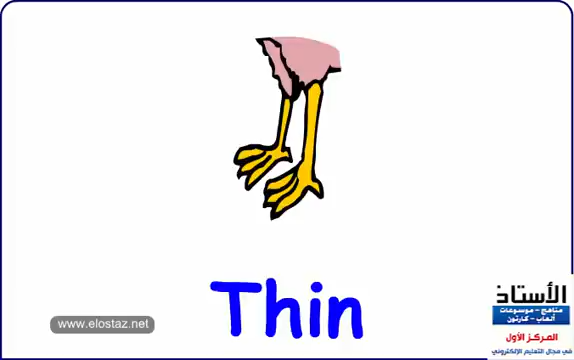 Thin
www.elostaz.net
الأستاذ
مناهج - موسوعات
ألعاب - كارتون
المركز الأول
في مجال التعليم الإلكتروني